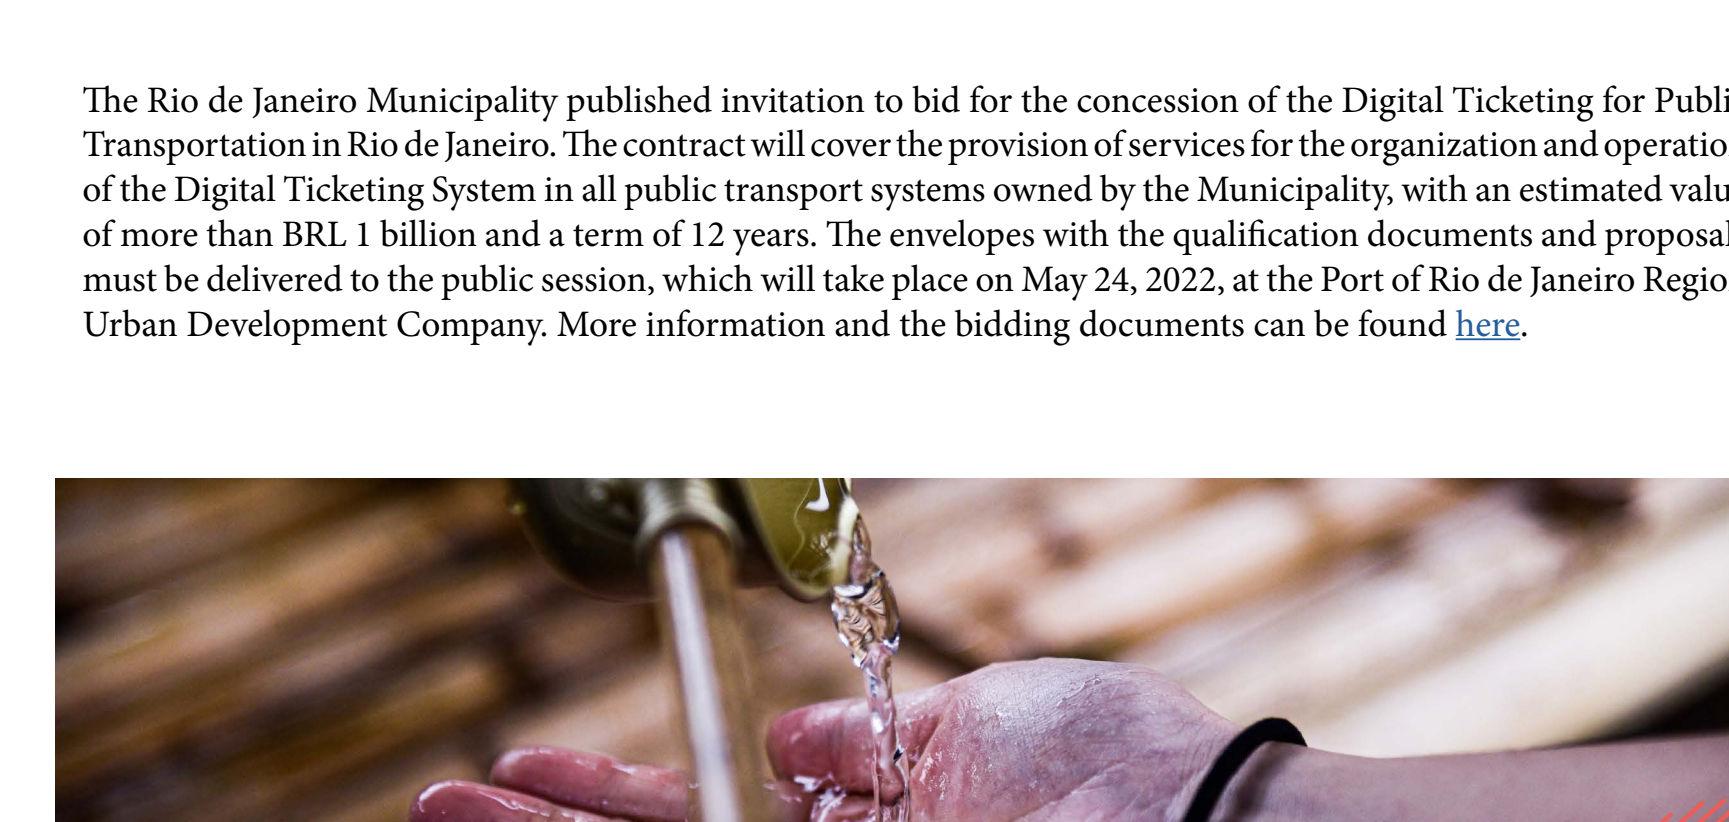 The Rio de Janeiro Municipality published invitation to bid for the concession of the Digital Ticketing for Publi
Transportation in Rio de Janeiro. The contract will cover the provision of services for the organization and operatio
of the Digital Ticketing System in all public transport systems owned by the Municipality, with an estimated valu
of more than BRL 1 billion and a term of 12 years. The envelopes with the qualification documents and proposal
must be delivered to the public session, which will take place on May 24, 2022, at the Port of Rio de Janeiro Regio
Urban Development Company. More information and the bidding documents can be found here.